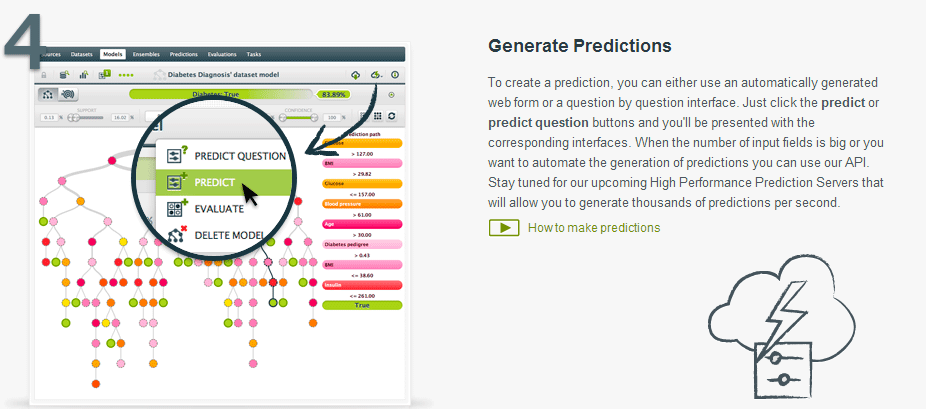 4
Sources Datasets Models Ensembles Predictions Evaluations Tasks
Diabetes Diagnosis' dataset model
Diabetes: True 83.89%
SUPPORT CONFIDENCE
0.13 % 16.02 % 100 %
PREDICT QUESTION
PREDICT
EVALUATE
DELETE MODEL
prediction path
> 127.00
BMI
> 29.82
Glucose
<= 157.00
Blood pressure
> 61.00
Age
> 30.00
Diabetes pedigree
> 0.43
BMI
<= 38.60
Insulin
<= 261.00
True
Generate Predictions
To create a prediction, you can either use an automatically generated
web form or a question by question interface. Just click the predict or
predict question buttons and you'll be presented with the
corresponding interfaces. When the number of input fields is big or you
want to automate the generation of predictions you can use our API.
Stay tuned for our upcoming High Performance Prediction Servers that
will allow you to generate thousands of predictions per second.
How to make predictions